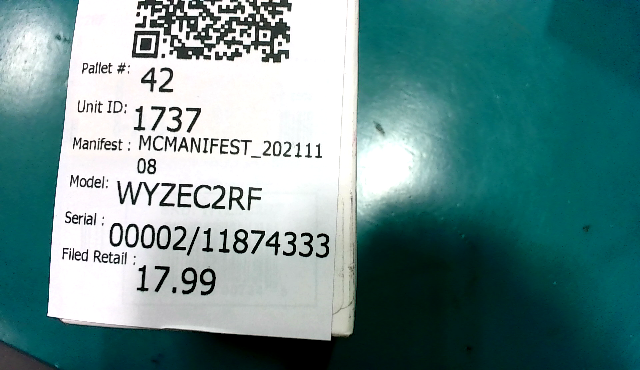 Pallet #: 42
Unit ID: 1737
Manifest : MCMANIFEST_202111
08
Model: WYZEC2RF
Serial : 00002/11874333
Filed Retail : 17.99